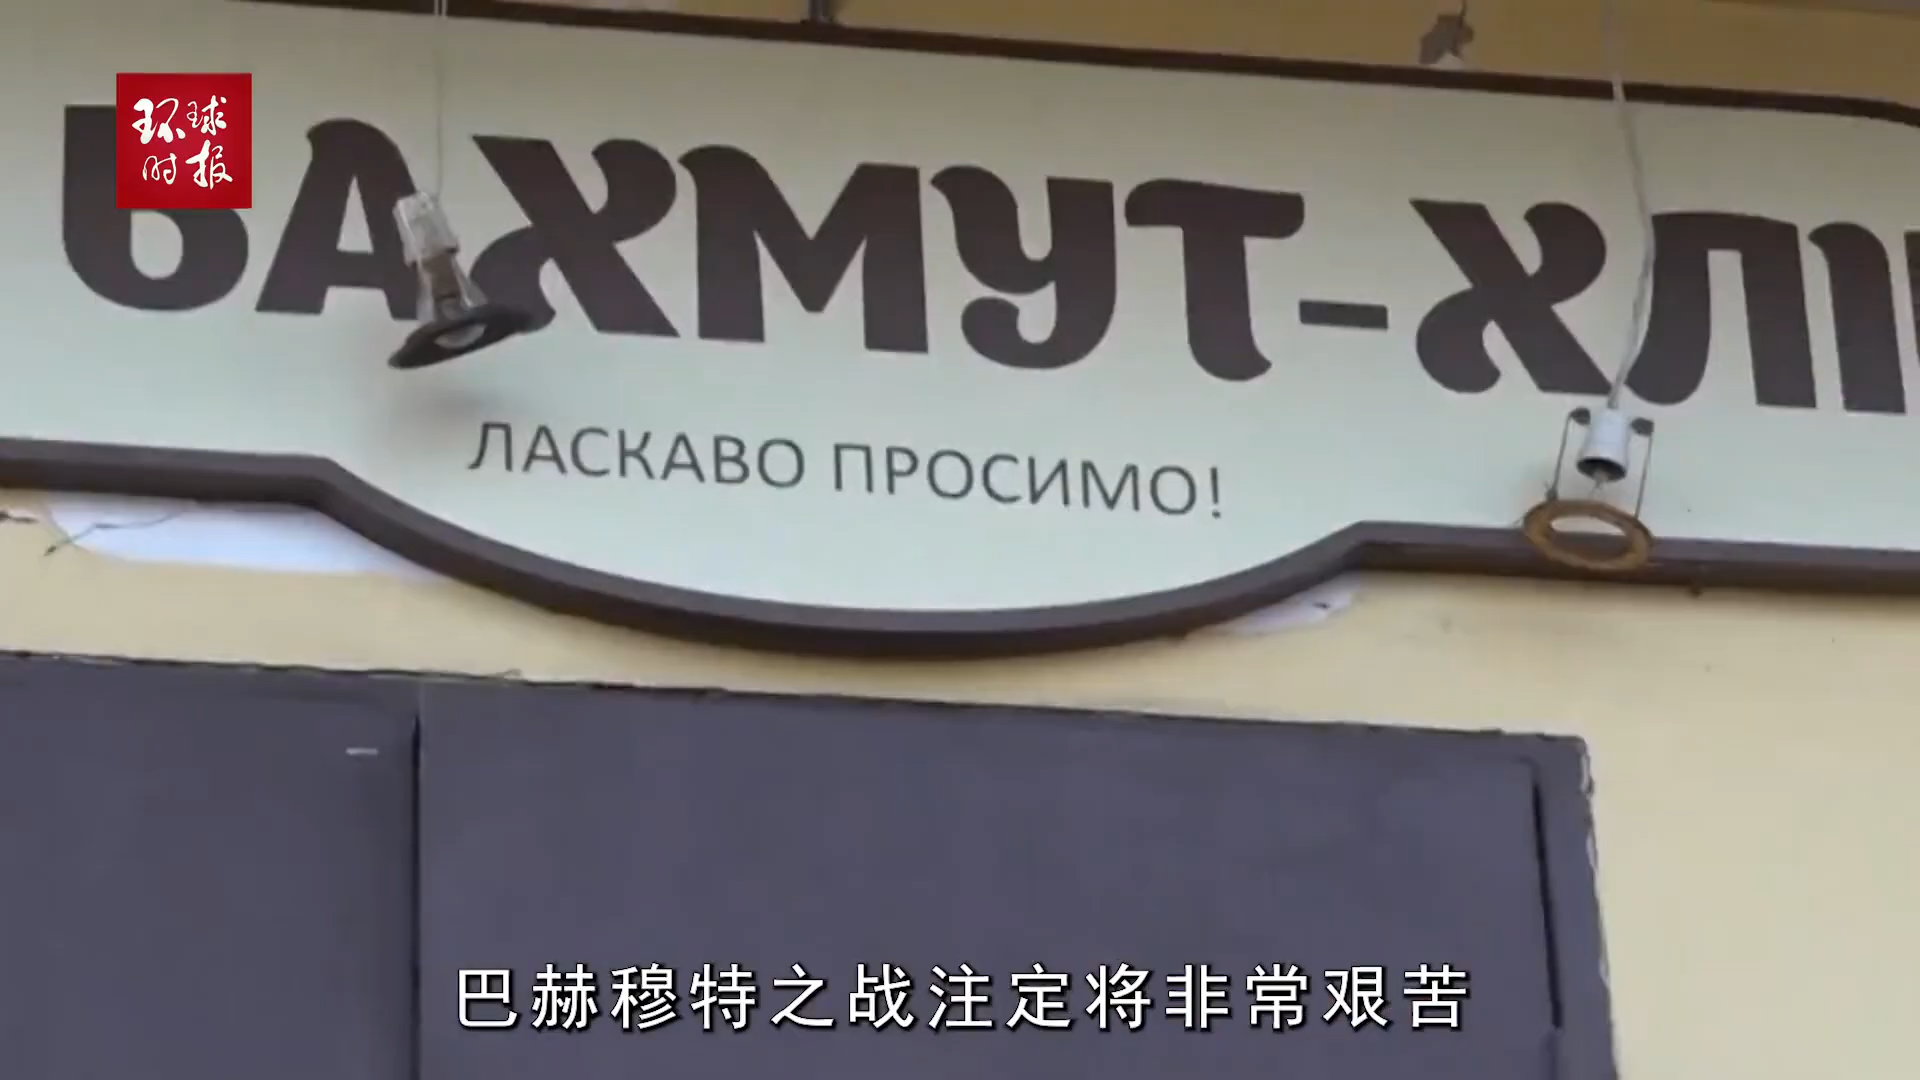 环球
时报
БАХМУТ-ХЛІ
ЛАСКАВО ПРОСИМО!
巴赫穆特之战注定将非常艰苦